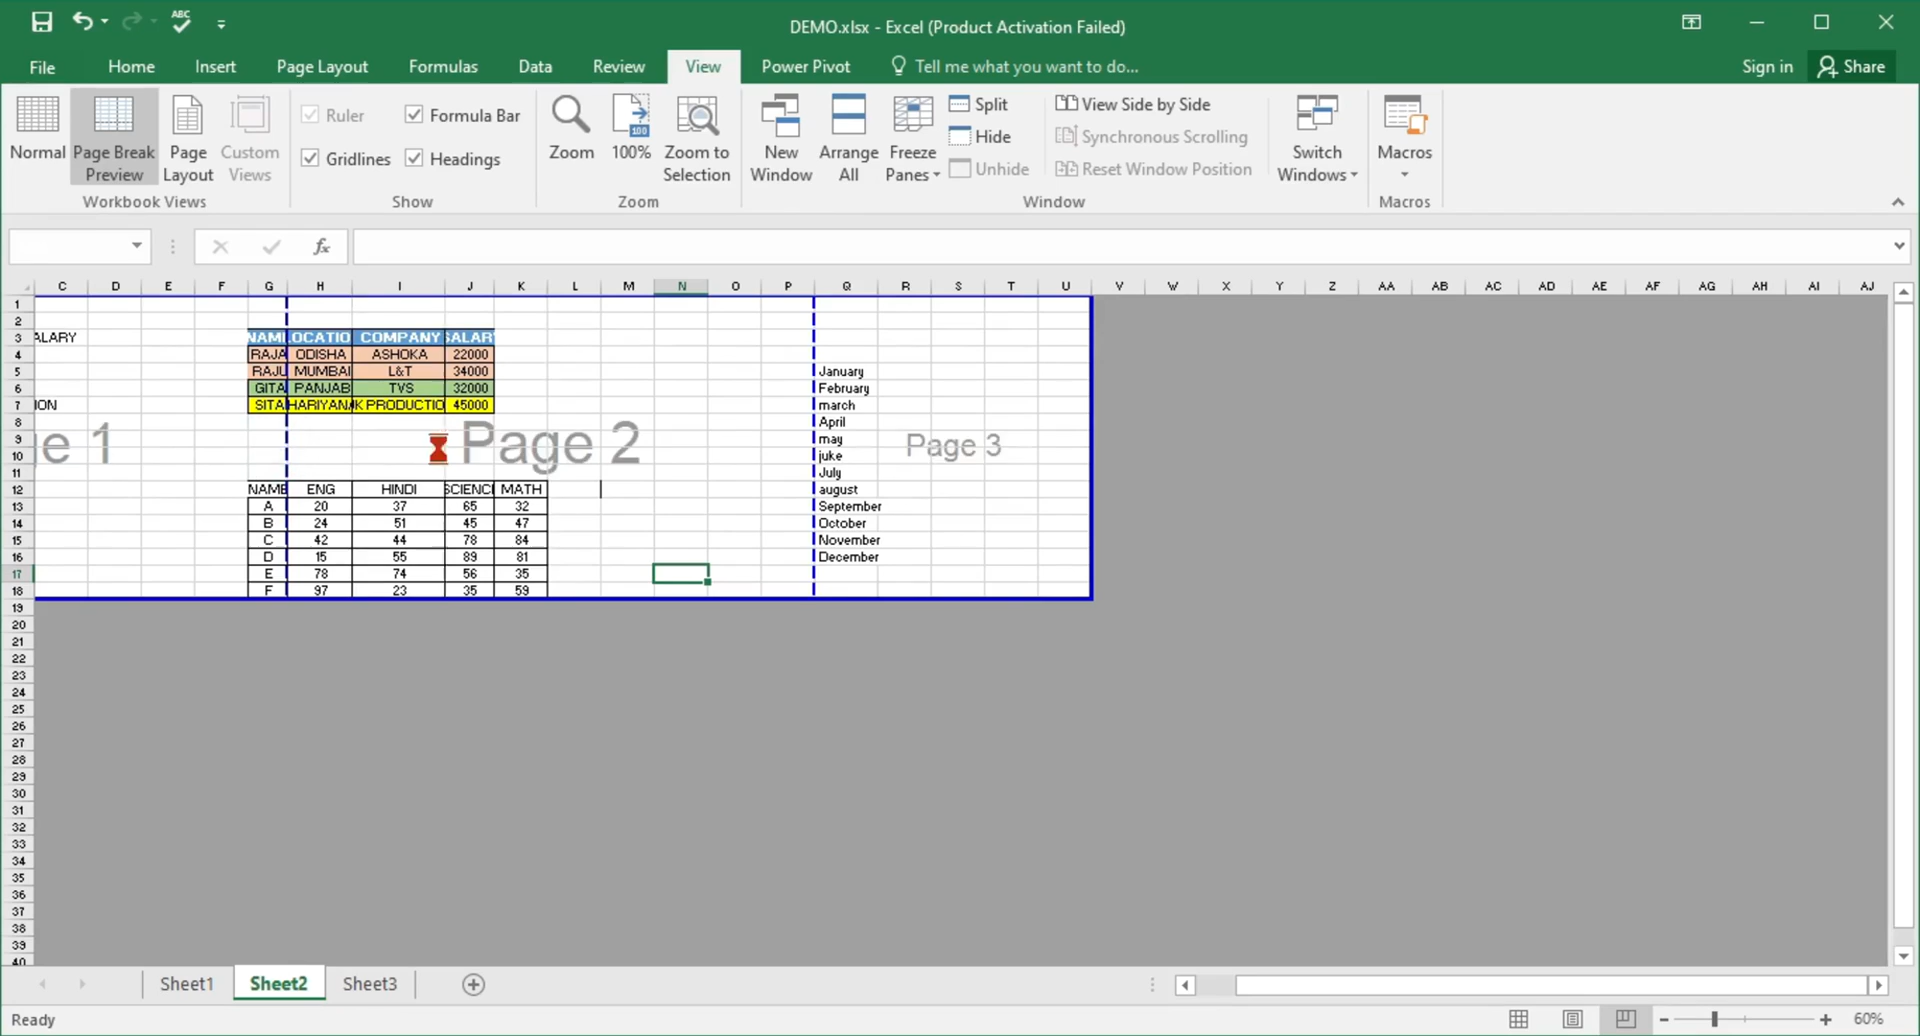 DEMO.xlsx - Excel (Product Activation Failed)
File Home Insert Page Layout Formulas Data Review View Power Pivot Tell me what you want to do... Sign in Share
Normal
Page Break Preview
Page Layout
Custom Views
Workbook Views
Ruler
Formula Bar
Gridlines
Headings
Show
Zoom
100%
Zoom to Selection
Zoom
New Window
Arrange All
Freeze Panes
Split
Hide
Unhide
View Side by Side
Synchronous Scrolling
Reset Window Position
Switch Windows
Window
Macros
Macros
fx
C D E F G H I J K L M N O P Q R S T U V W X Y Z AA AB AC AD AE AF AG AH AI AJ
1
2
3 ALARY NAME LOCATIO COMPANY SALARY
4 RAJA ODISHA ASHOKA 22000
5 RAJU MUMBAI L&T 34000 January
6 GITA PANJAB TVS 32000 February
7 ION SITA HARIYANA K PRODUCTIO 45000 march
8 April
9 ge 1 Page 2 may Page 3
10 juke
11 July
12 NAME ENG HINDI SCIENCE MATH august
13 A 20 37 65 32 September
14 B 24 51 45 47 October
15 C 42 44 78 84 November
16 D 15 55 89 81 December
17 E 78 74 56 35
18 F 97 23 35 59
19
20
21
22
23
24
25
26
27
28
29
30
31
32
33
34
35
36
37
38
39
40
Sheet1 Sheet2 Sheet3
Ready 60%